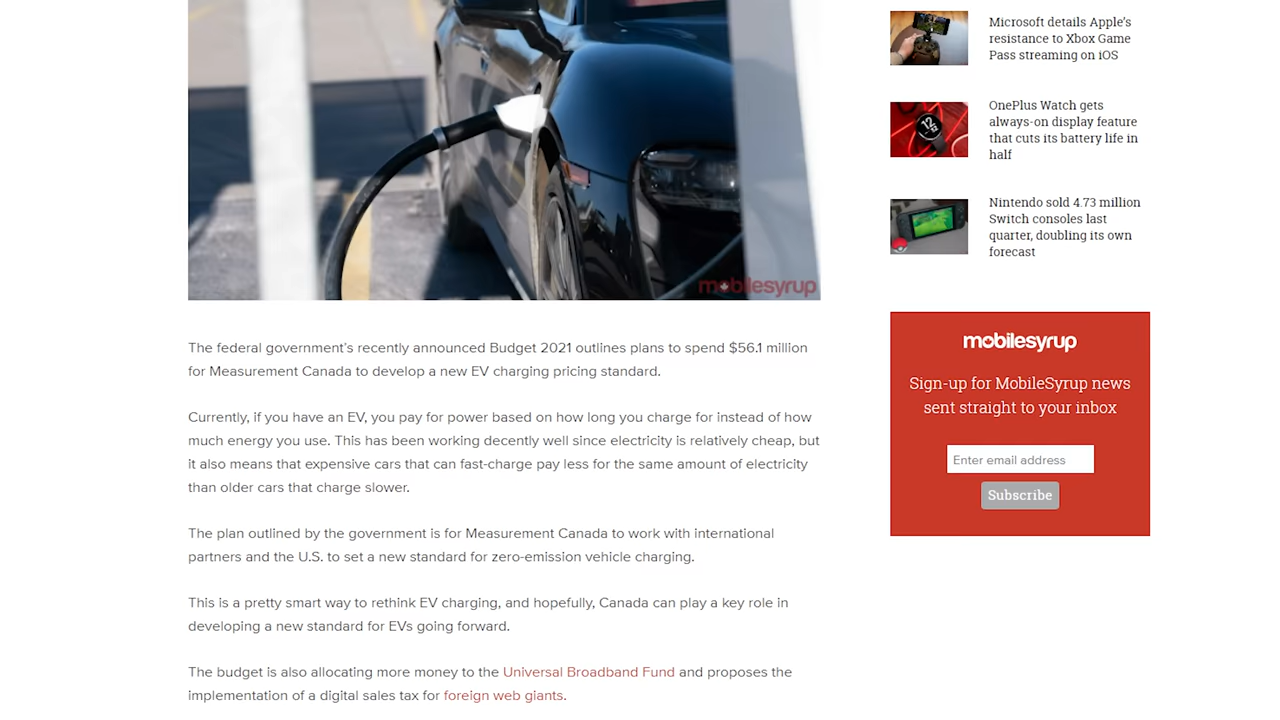 mobilesyrup
The federal government's recently announced Budget 2021 outlines plans to spend $56.1 million
for Measurement Canada to develop a new EV charging pricing standard.
Currently, if you have an EV, you pay for power based on how long you charge for instead of how
much energy you use. This has been working decently well since electricity is relatively cheap, but
it also means that expensive cars that can fast-charge pay less for the same amount of electricity
than older cars that charge slower.
The plan outlined by the government is for Measurement Canada to work with international
partners and the U.S. to set a new standard for zero-emission vehicle charging.
This is a pretty smart way to rethink EV charging, and hopefully, Canada can play a key role in
developing a new standard for EVs going forward.
The budget is also allocating more money to the Universal Broadband Fund and proposes the
implementation of a digital sales tax for foreign web giants.
Microsoft details Apple's
resistance to Xbox Game
Pass streaming on iOS
OnePlus Watch gets
always-on display feature
that cuts its battery life in
half
Nintendo sold 4.73 million
Switch consoles last
quarter, doubling its own
forecast
mobilesyrup
Sign-up for MobileSyrup news
sent straight to your inbox
Enter email address
Subscribe